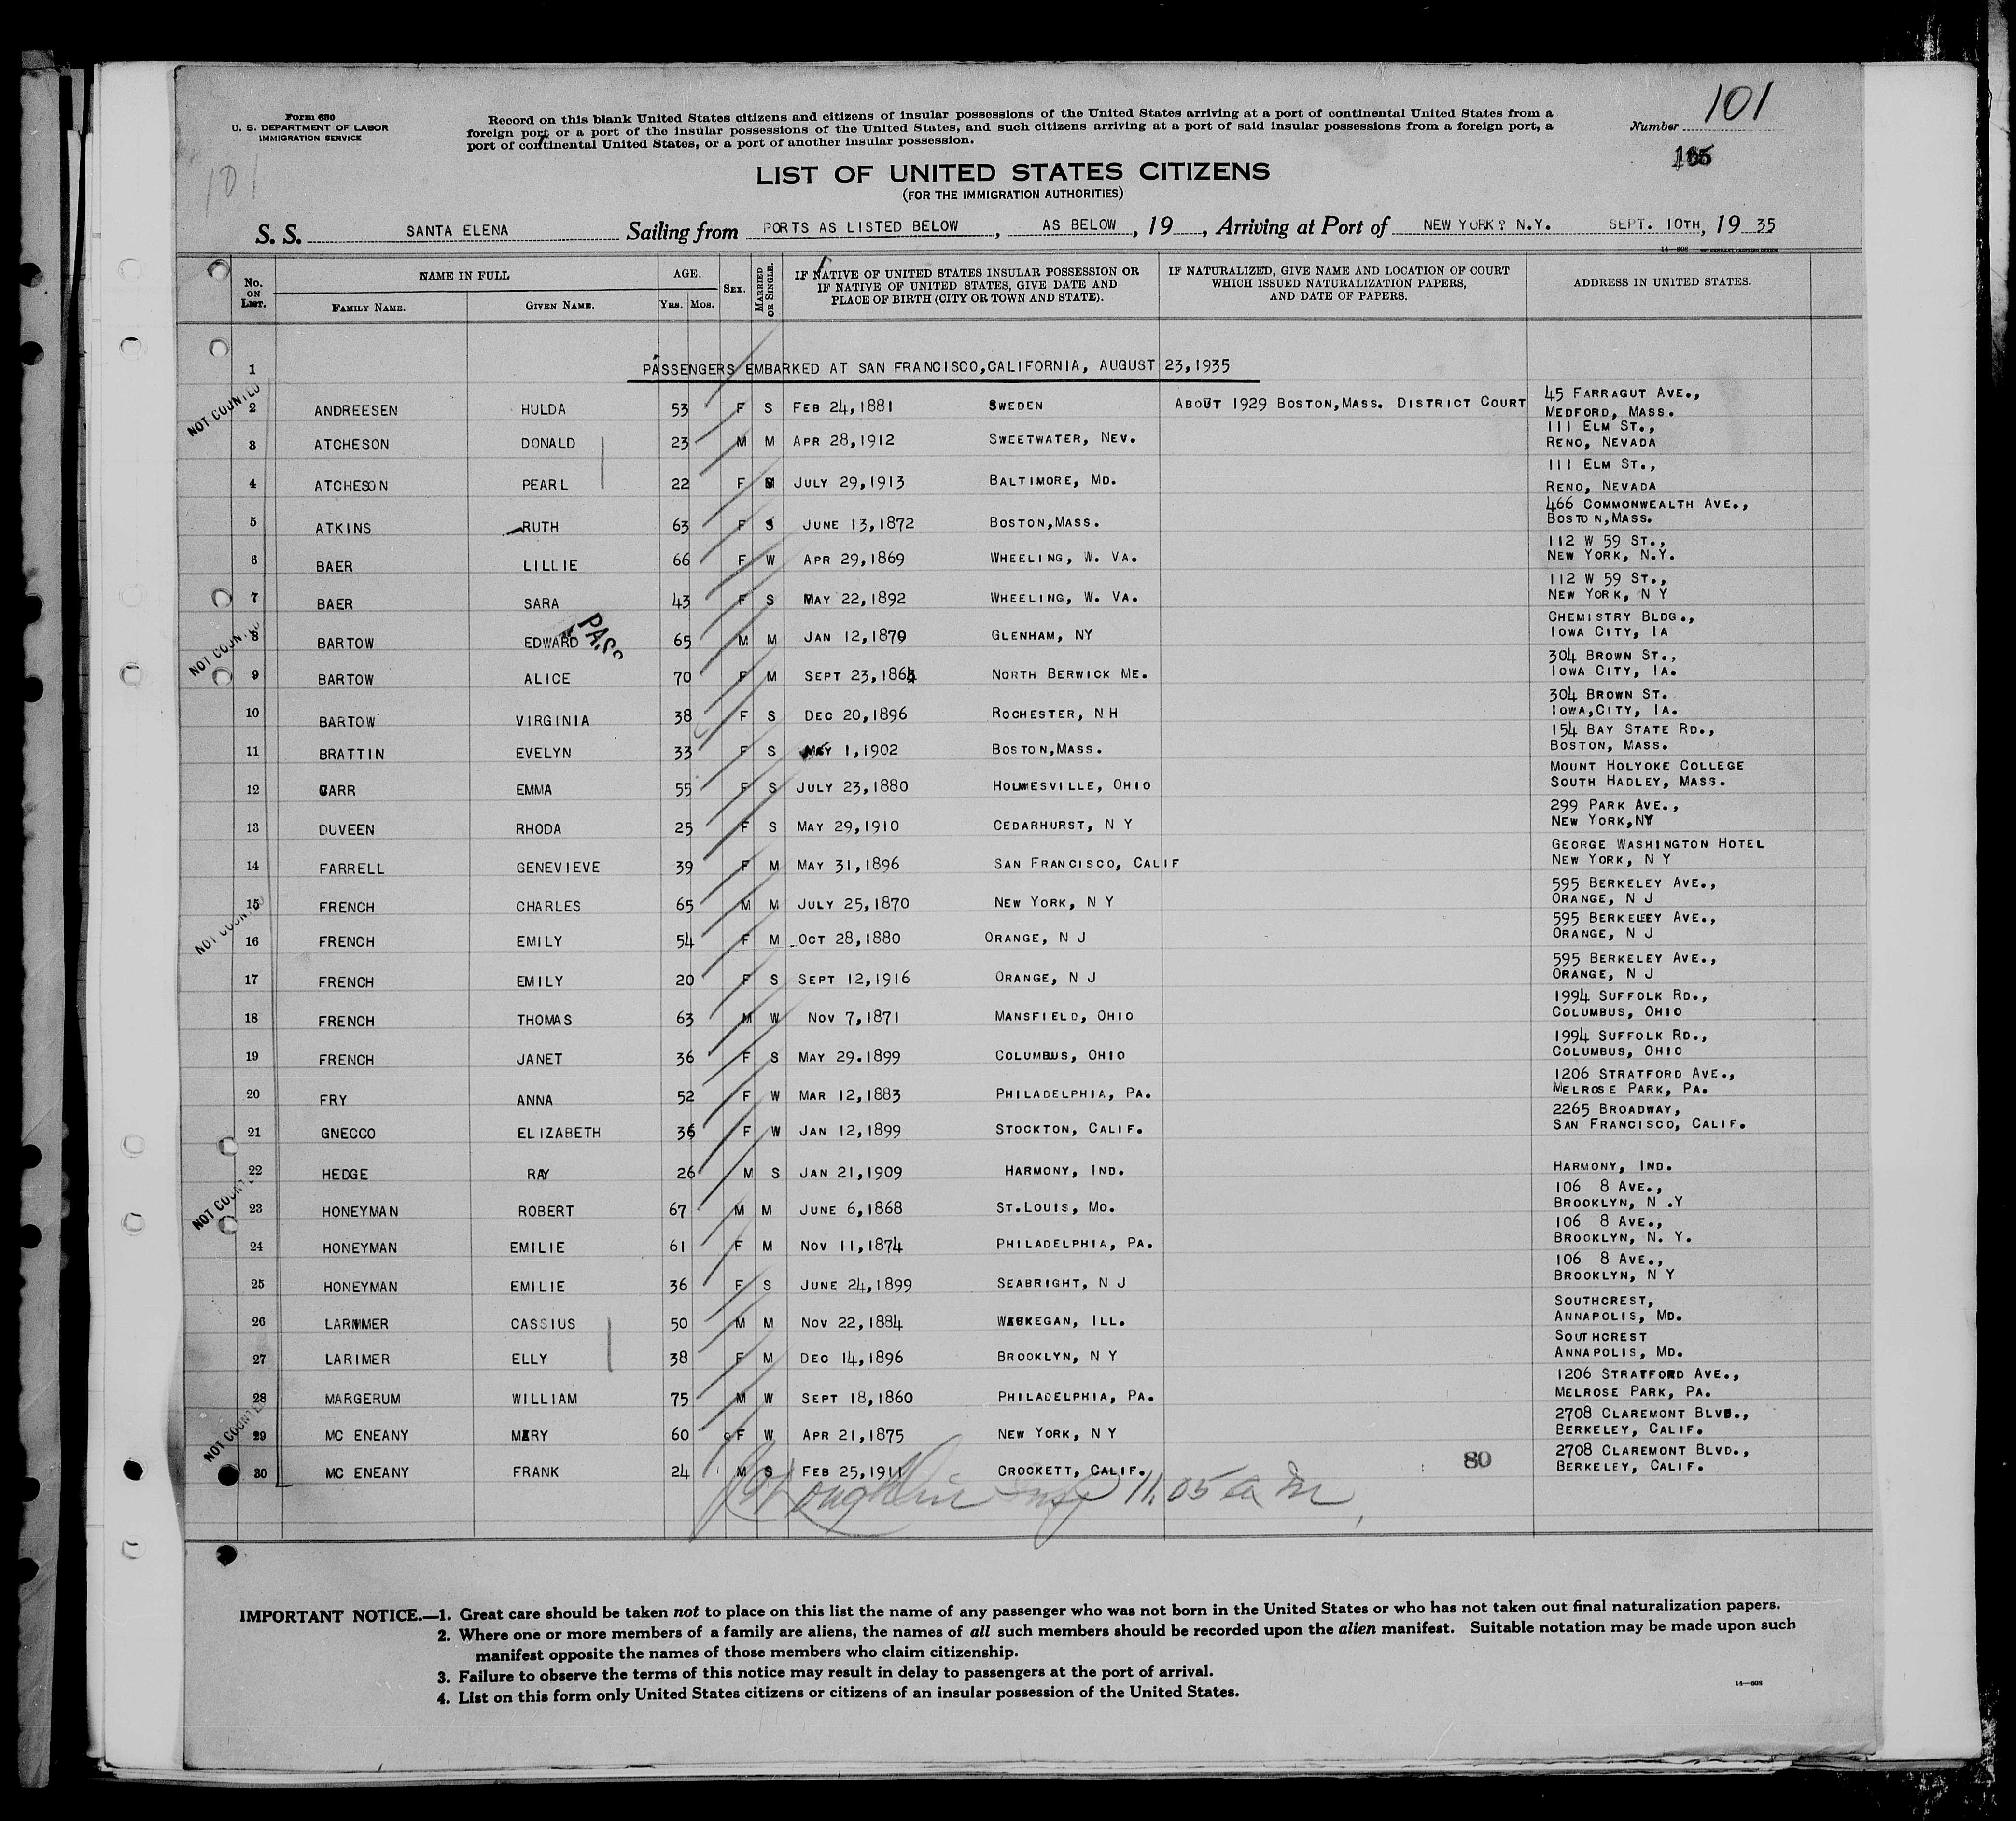 Form 630
U. S. DEPARTMENT OF LABOR
IMMIGRATION SERVICE
Record on this blank United States citizens and citizens of insular possessions of the United States arriving at a port of continental United States from a
foreign port or a port of the insular possessions of the United States, and such citizens arriving at a port of said insular possessions from a foreign port, a
port of continental United States, or a port of another insular possession.
Number 101
101
LIST OF UNITED STATES CITIZENS
(FOR THE IMMIGRATION AUTHORITIES)
S. S. SANTA ELENA Sailing from PORTS AS LISTED BELOW, AS BELOW, 19, Arriving at Port of NEW YORK? N.Y. SEPT. 10TH, 19 35
No. ON LIST. NAME IN FULL FAMILY NAME. GIVEN NAME. AGE. YRS. MOS. SEX. MARRIED OR SINGLE. IF NATIVE OF UNITED STATES INSULAR POSSESSION OR IF NATIVE OF UNITED STATES, GIVE DATE AND PLACE OF BIRTH (CITY OR TOWN AND STATE). IF NATURALIZED, GIVE NAME AND LOCATION OF COURT WHICH ISSUED NATURALIZATION PAPERS, AND DATE OF PAPERS. ADDRESS IN UNITED STATES.
1 PASSENGERS EMBARKED AT SAN FRANCISCO, CALIFORNIA, AUGUST 23,1935
NOT COUNTED
2 ANDREESEN HULDA 53 F S FEB 24,1881 SWEDEN ABOUT 1929 BOSTON,MASS. DISTRICT COURT 45 FARRAGUT AVE., MEDFORD, MASS.
3 ATCHESON DONALD 23 M M APR 28,1912 SWEETWATER, NEV. 111 ELM ST., RENO, NEVADA
4 ATCHESON PEARL 22 F M JULY 29,1913 BALTIMORE, MD. 111 ELM ST., RENO, NEVADA
5 ATKINS RUTH 63 F S JUNE 13,1872 BOSTON,MASS. 466 COMMONWEALTH AVE., BOSTON,MASS.
6 BAER LILLIE 66 F W APR 29,1869 WHEELING, W. VA. 112 W 59 ST., NEW YORK, N.Y.
7 BAER SARA 43 F S MAY 22,1892 WHEELING, W. VA. 112 W 59 ST., NEW YORK, N Y
NOT COUNTED
8 BARTOW EDWARD PASS 65 M M JAN 12,1870 GLENHAM, NY CHEMISTRY BLDG., IOWA CITY, IA
9 BARTOW ALICE 70 F M SEPT 23,1864 NORTH BERWICK ME. 304 BROWN ST., IOWA CITY, IA.
10 BARTOW VIRGINIA 38 F S DEC 20,1896 ROCHESTER, N H 304 BROWN ST. IOWA,CITY, IA.
11 BRATTIN EVELYN 33 F S MAY 1,1902 BOSTON,MASS. 154 BAY STATE RD., BOSTON, MASS.
12 CARR EMMA 55 F S JULY 23,1880 HOLMESVILLE, OHIO MOUNT HOLYOKE COLLEGE SOUTH HADLEY, MASS.
13 DUVEEN RHODA 25 F S MAY 29,1910 CEDARHURST, N Y 299 PARK AVE., NEW YORK,NY
14 FARRELL GENEVIEVE 39 F M MAY 31,1896 SAN FRANCISCO, CALIF GEORGE WASHINGTON HOTEL NEW YORK, N Y
NOT COUNTED
15 FRENCH CHARLES 65 M M JULY 25,1870 NEW YORK, N Y 595 BERKELEY AVE., ORANGE, N J
16 FRENCH EMILY 54 F M OCT 28,1880 ORANGE, N J 595 BERKELEY AVE., ORANGE, N J
17 FRENCH EMILY 20 F S SEPT 12,1916 ORANGE, N J 595 BERKELEY AVE., ORANGE, N J
18 FRENCH THOMAS 63 M W NOV 7,1871 MANSFIELD, OHIO 1994 SUFFOLK RD., COLUMBUS, OHIO
19 FRENCH JANET 36 F S MAY 29.1899 COLUMBUS, OHIO 1994 SUFFOLK RD., COLUMBUS, OHIO
20 FRY ANNA 52 F W MAR 12,1883 PHILADELPHIA, PA. 1206 STRATFORD AVE., MELROSE PARK, PA.
21 GNECCO ELIZABETH 36 F W JAN 12,1899 STOCKTON, CALIF. 2265 BROADWAY, SAN FRANCISCO, CALIF.
22 HEDGE RAY 26 M S JAN 21,1909 HARMONY, IND. HARMONY, IND.
NOT COUNTED
23 HONEYMAN ROBERT 67 M M JUNE 6,1868 ST.LOUIS, MO. 106 8 AVE., BROOKLYN, N .Y
24 HONEYMAN EMILIE 61 F M NOV 11,1874 PHILADELPHIA, PA. 106 8 AVE., BROOKLYN, N. Y.
25 HONEYMAN EMILIE 36 F S JUNE 24,1899 SEABRIGHT, N J 106 8 AVE., BROOKLYN, N Y
26 LARIMER CASSIUS 50 M M NOV 22,1884 WAUKEGAN, ILL. SOUTHCREST, ANNAPOLIS, MD.
27 LARIMER ELLY 38 F M DEC 14,1896 BROOKLYN, N Y SOUTHCREST ANNAPOLIS, MD.
28 MARGERUM WILLIAM 75 M W SEPT 18,1860 PHILADELPHIA, PA. 1206 STRATFORD AVE., MELROSE PARK, PA.
NOT COUNTED
29 MC ENEANY MARY 60 F W APR 21,1875 NEW YORK, N Y 2708 CLAREMONT BLVD., BERKELEY, CALIF.
30 MC ENEANY FRANK 24 M S FEB 25,1911 CROCKETT, CALIF. 80 2708 CLAREMONT BLVD., BERKELEY, CALIF.
11.05 a m
IMPORTANT NOTICE.—1. Great care should be taken not to place on this list the name of any passenger who was not born in the United States or who has not taken out final naturalization papers.
2. Where one or more members of a family are aliens, the names of all such members should be recorded upon the alien manifest. Suitable notation may be made upon such
manifest opposite the names of those members who claim citizenship.
3. Failure to observe the terms of this notice may result in delay to passengers at the port of arrival.
4. List on this form only United States citizens or citizens of an insular possession of the United States.
14—608